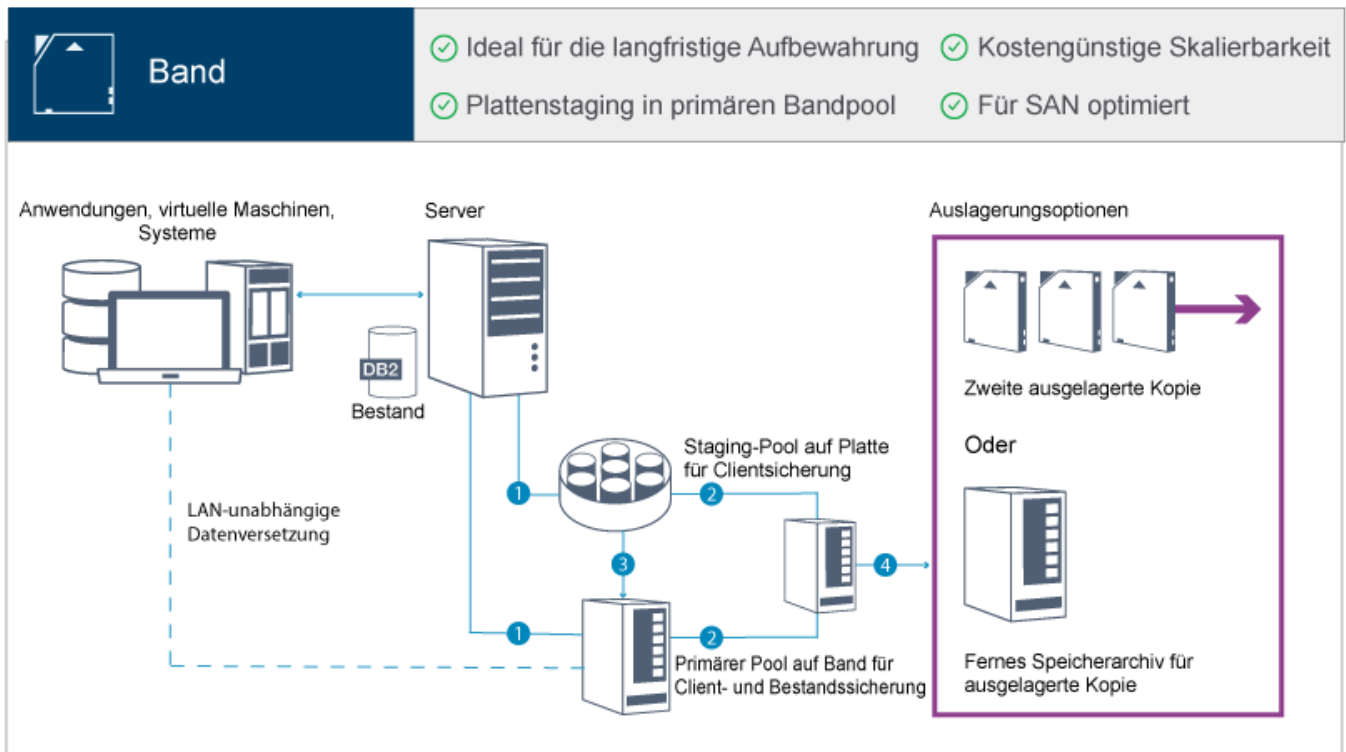 Band
Ideal für die langfristige Aufbewahrung
Kostengünstige Skalierbarkeit
Plattenstaging in primären Bandpool
Für SAN optimiert
Anwendungen, virtuelle Maschinen,
Systeme
Server
Auslagerungsoptionen
DB2
Bestand
Zweite ausgelagerte Kopie
Staging-Pool auf Platte
für Clientsicherung
Oder
1
2
LAN-unabhängige
Datenversetzung
3
4
1
2
Primärer Pool auf Band für
Client- und Bestandssicherung
Fernes Speicherarchiv für
ausgelagerte Kopie